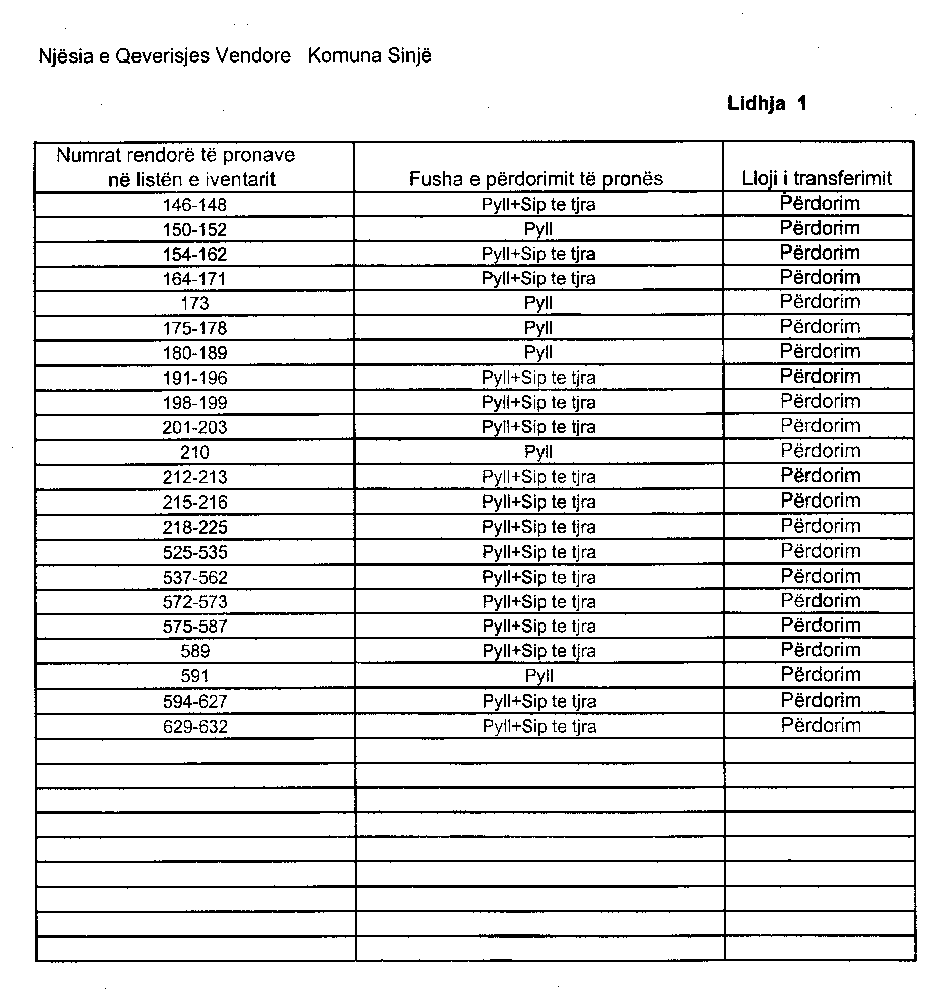 Njësia e Qeverisjes Vendore Komuna Sinjë
Lidhja 1
Numrat rendorë të pronave
në listën e iventarit Fusha e përdorimit të pronës Lloji i transferimit
146-148 Pyll+Sip te tjra Përdorim
150-152 Pyll Përdorim
154-162 Pyll+Sip te tjra Përdorim
164-171 Pyll+Sip te tjra Përdorim
173 Pyll Përdorim
175-178 Pyll Përdorim
180-189 Pyll Përdorim
191-196 Pyll+Sip te tjra Përdorim
198-199 Pyll+Sip te tjra Përdorim
201-203 Pyll+Sip te tjra Përdorim
210 Pyll Përdorim
212-213 Pyll+Sip te tjra Përdorim
215-216 Pyll+Sip te tjra Përdorim
218-225 Pyll+Sip te tjra Përdorim
525-535 Pyll+Sip te tjra Përdorim
537-562 Pyll+Sip te tjra Përdorim
572-573 Pyll+Sip te tjra Përdorim
575-587 Pyll+Sip te tjra Përdorim
589 Pyll+Sip te tjra Përdorim
591 Pyll Përdorim
594-627 Pyll+Sip te tjra Përdorim
629-632 Pyll+Sip te tjra Përdorim